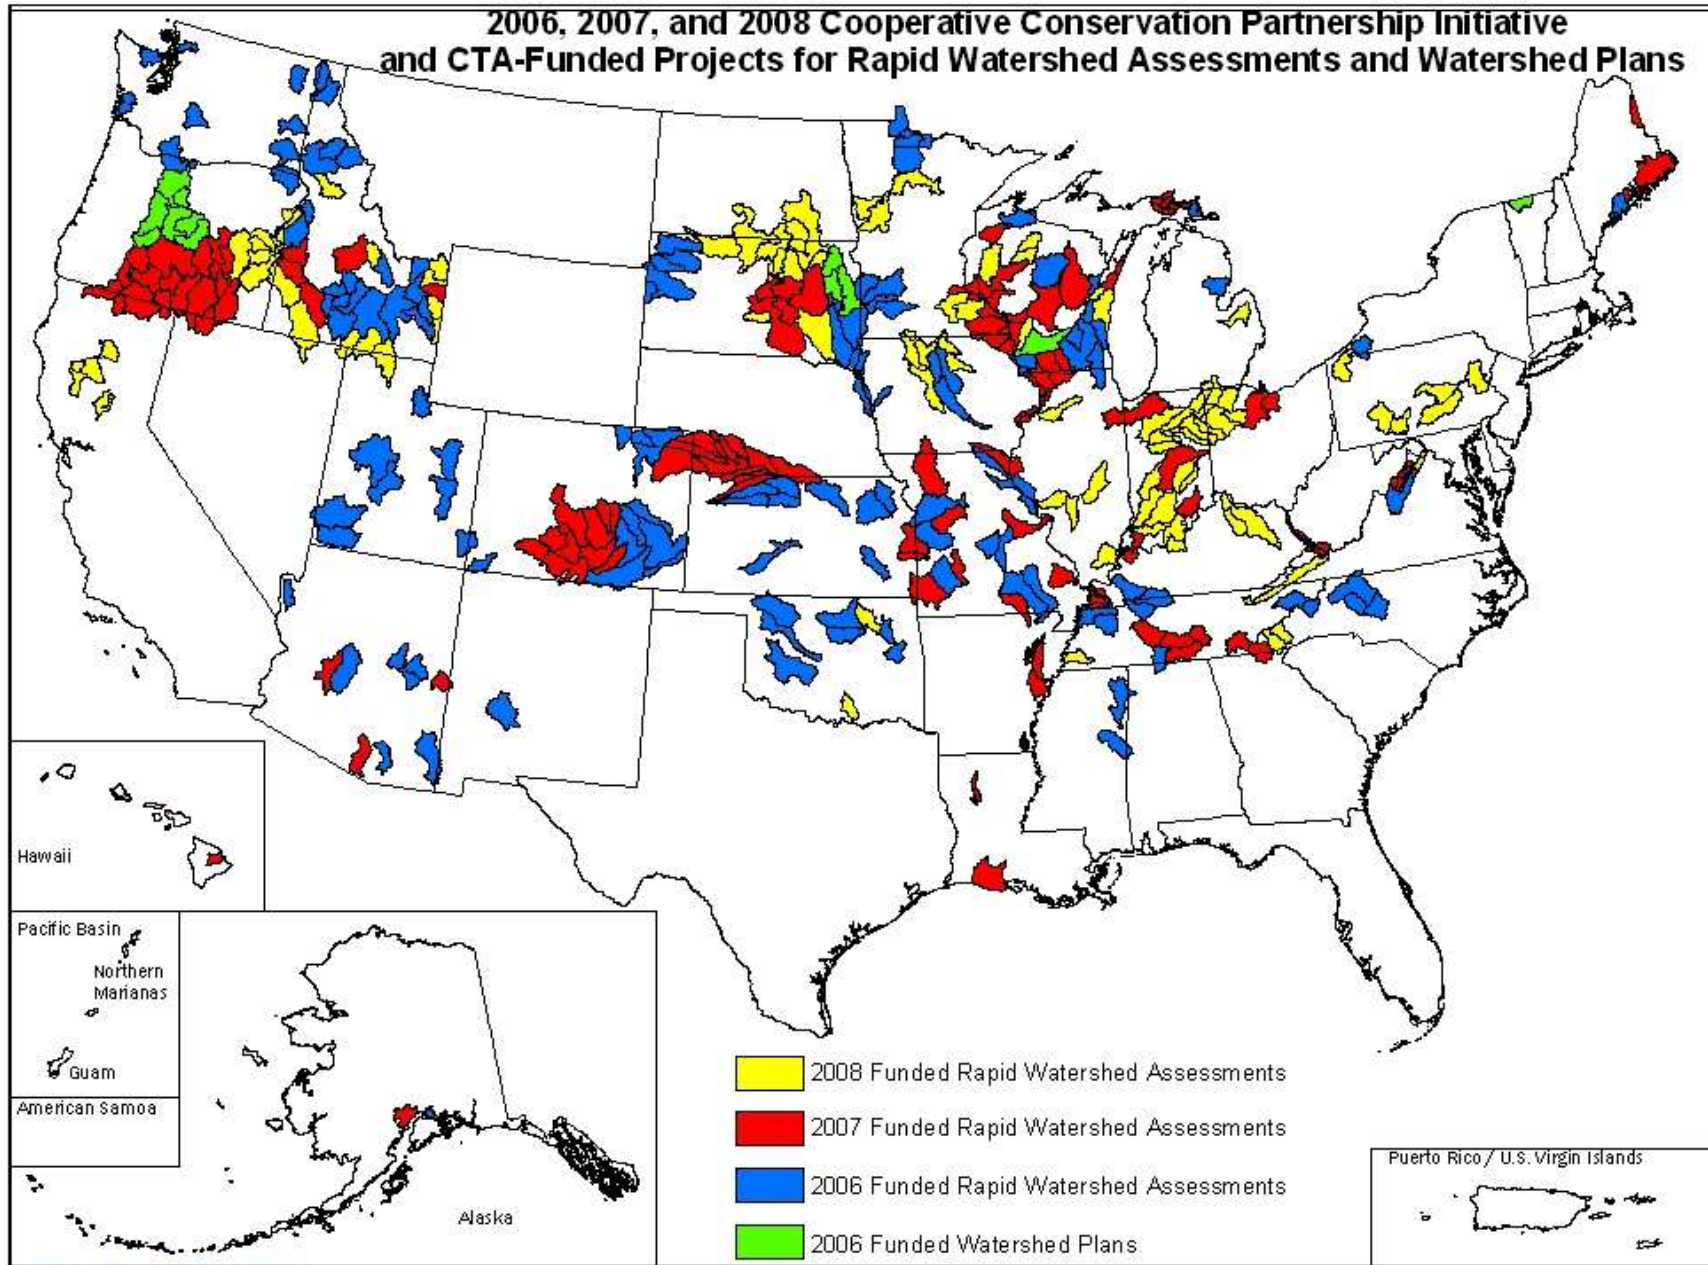 2006, 2007, and 2008 Cooperative Conservation Partnership Initiative
and CTA-Funded Projects for Rapid Watershed Assessments and Watershed Plans
Hawaii
Pacific Basin
Northern
Marianas
Guam
American Samoa
Alaska
2008 Funded Rapid Watershed Assessments
2007 Funded Rapid Watershed Assessments
2006 Funded Rapid Watershed Assessments
2006 Funded Watershed Plans
Puerto Rico / U.S. Virgin Islands